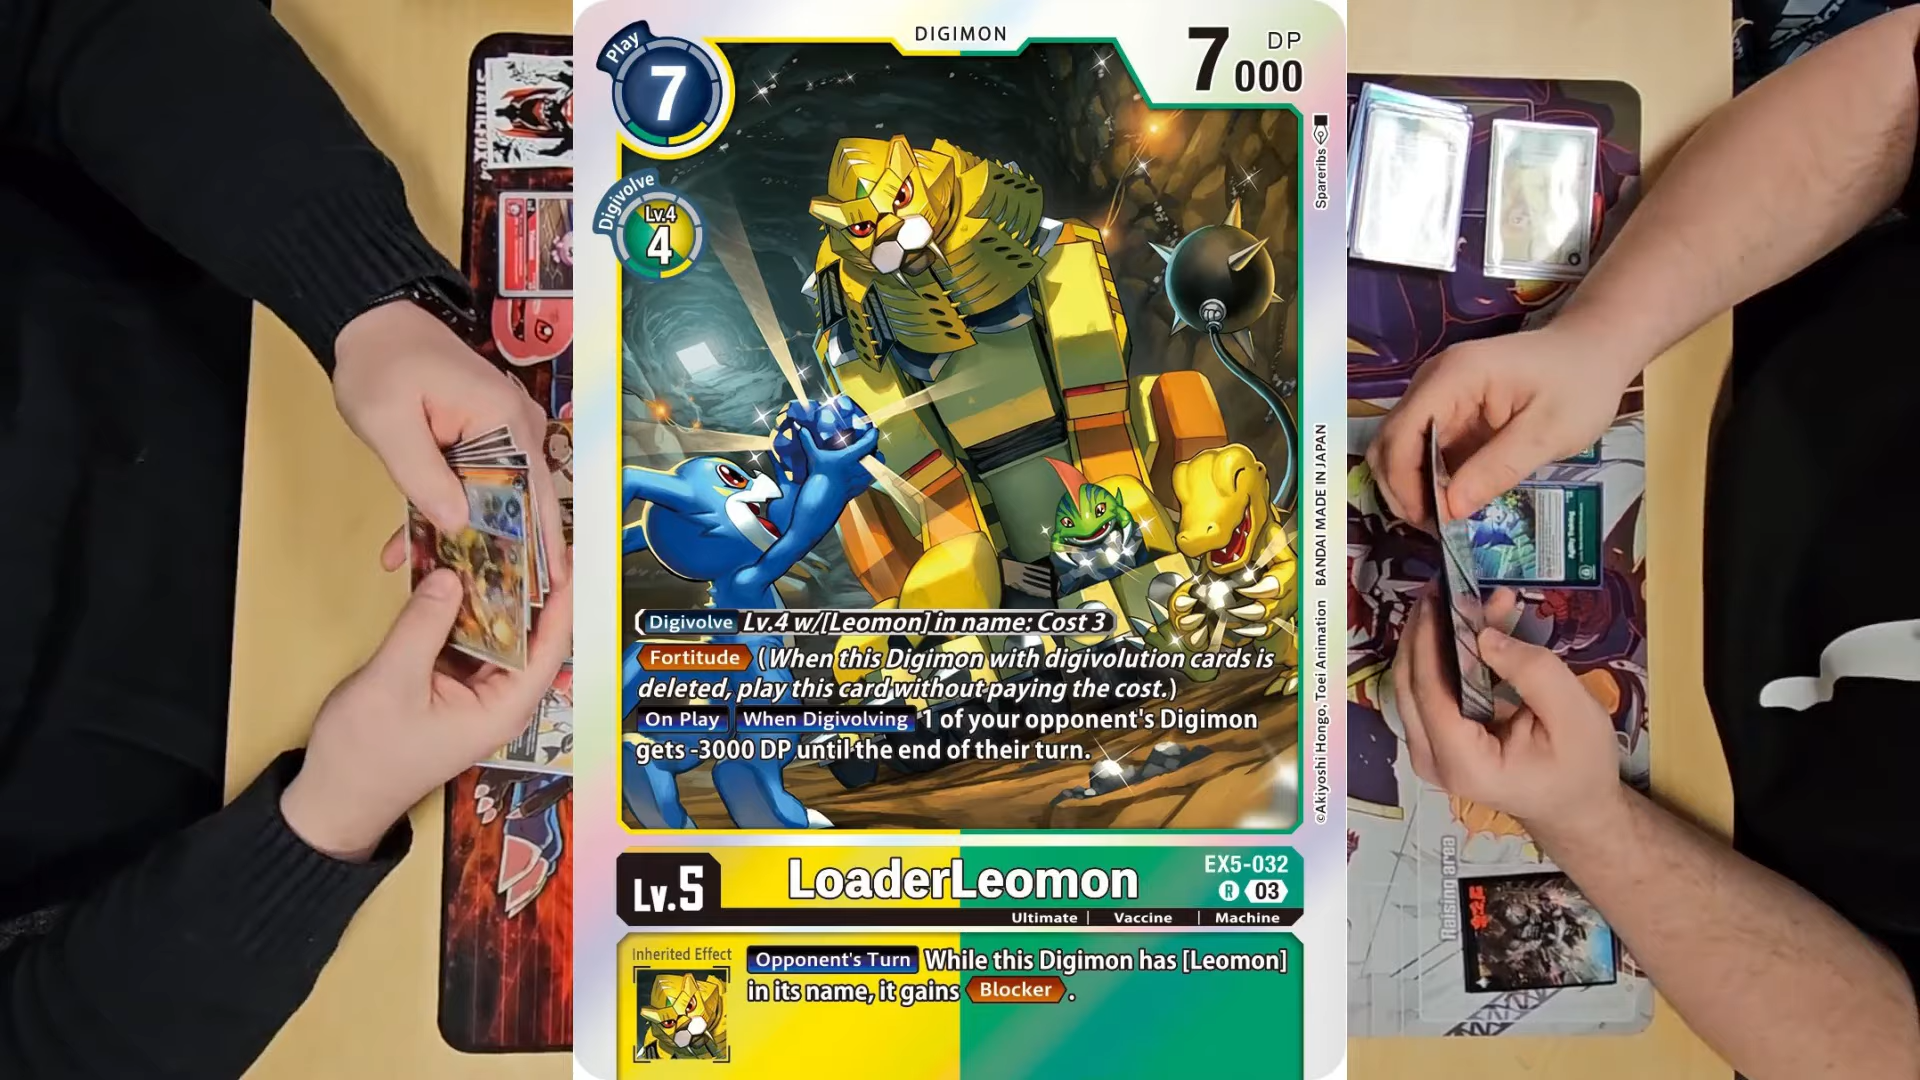 DIGIMON
Play
7
7000
DP
Digivolve
Lv.4
4
Spareribs
©Akiyoshi Hongo, Toei Animation BANDAI MADE IN JAPAN
Digivolve Lv.4 w/[Leomon] in name: Cost 3
Fortitude (When this Digimon with digivolution cards is
deleted, play this card without paying the cost.)
On Play When Digivolving 1 of your opponent's Digimon
gets -3000 DP until the end of their turn.
Lv.5
LoaderLeomon
EX5-032
R 03
Ultimate | Vaccine | Machine
Inherited Effect
Opponent's Turn While this Digimon has [Leomon]
in its name, it gains Blocker.
Agility Training
Raising area